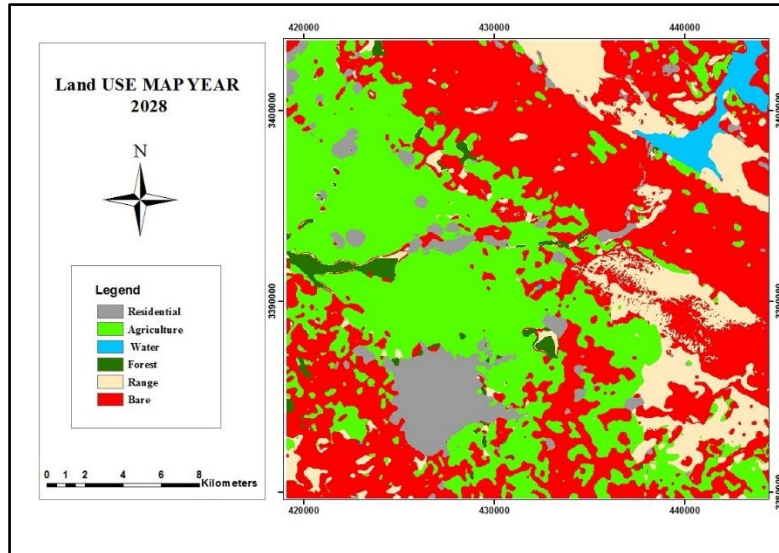 Land USE MAP YEAR
2028
N
Legend
Residential
Agriculture
Water
Forest
Range
Bare
0 1 2 4 6 8
Kilometers
420000 430000 440000
3400000 3400000
3390000
420000 430000 440000